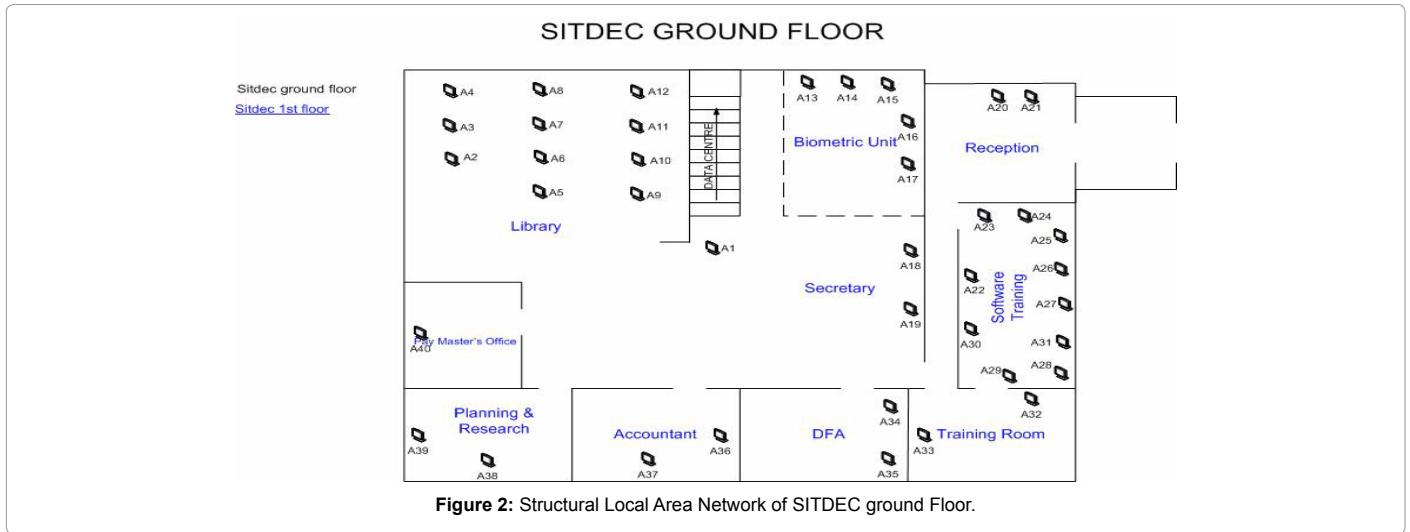 SITDEC GROUND FLOOR
Sitdec ground floor
Sitdec 1st floor
A4
A8
A12
A3
A7
A11
A2
A6
A10
A5
A9
Library
DATA CENTRE
A1
A13
A14
A15
A16
Biometric Unit
A17
A20
A21
Reception
A18
Secretary
A19
A23
A24
A25
A26
A22
Software
Training
A27
A30
A31
A29
A28
A40
Pay Master's Office
Planning &
Research
A39
A38
Accountant
A36
A37
DFA
A34
A35
A32
Training Room
A33
Figure 2: Structural Local Area Network of SITDEC ground Floor.